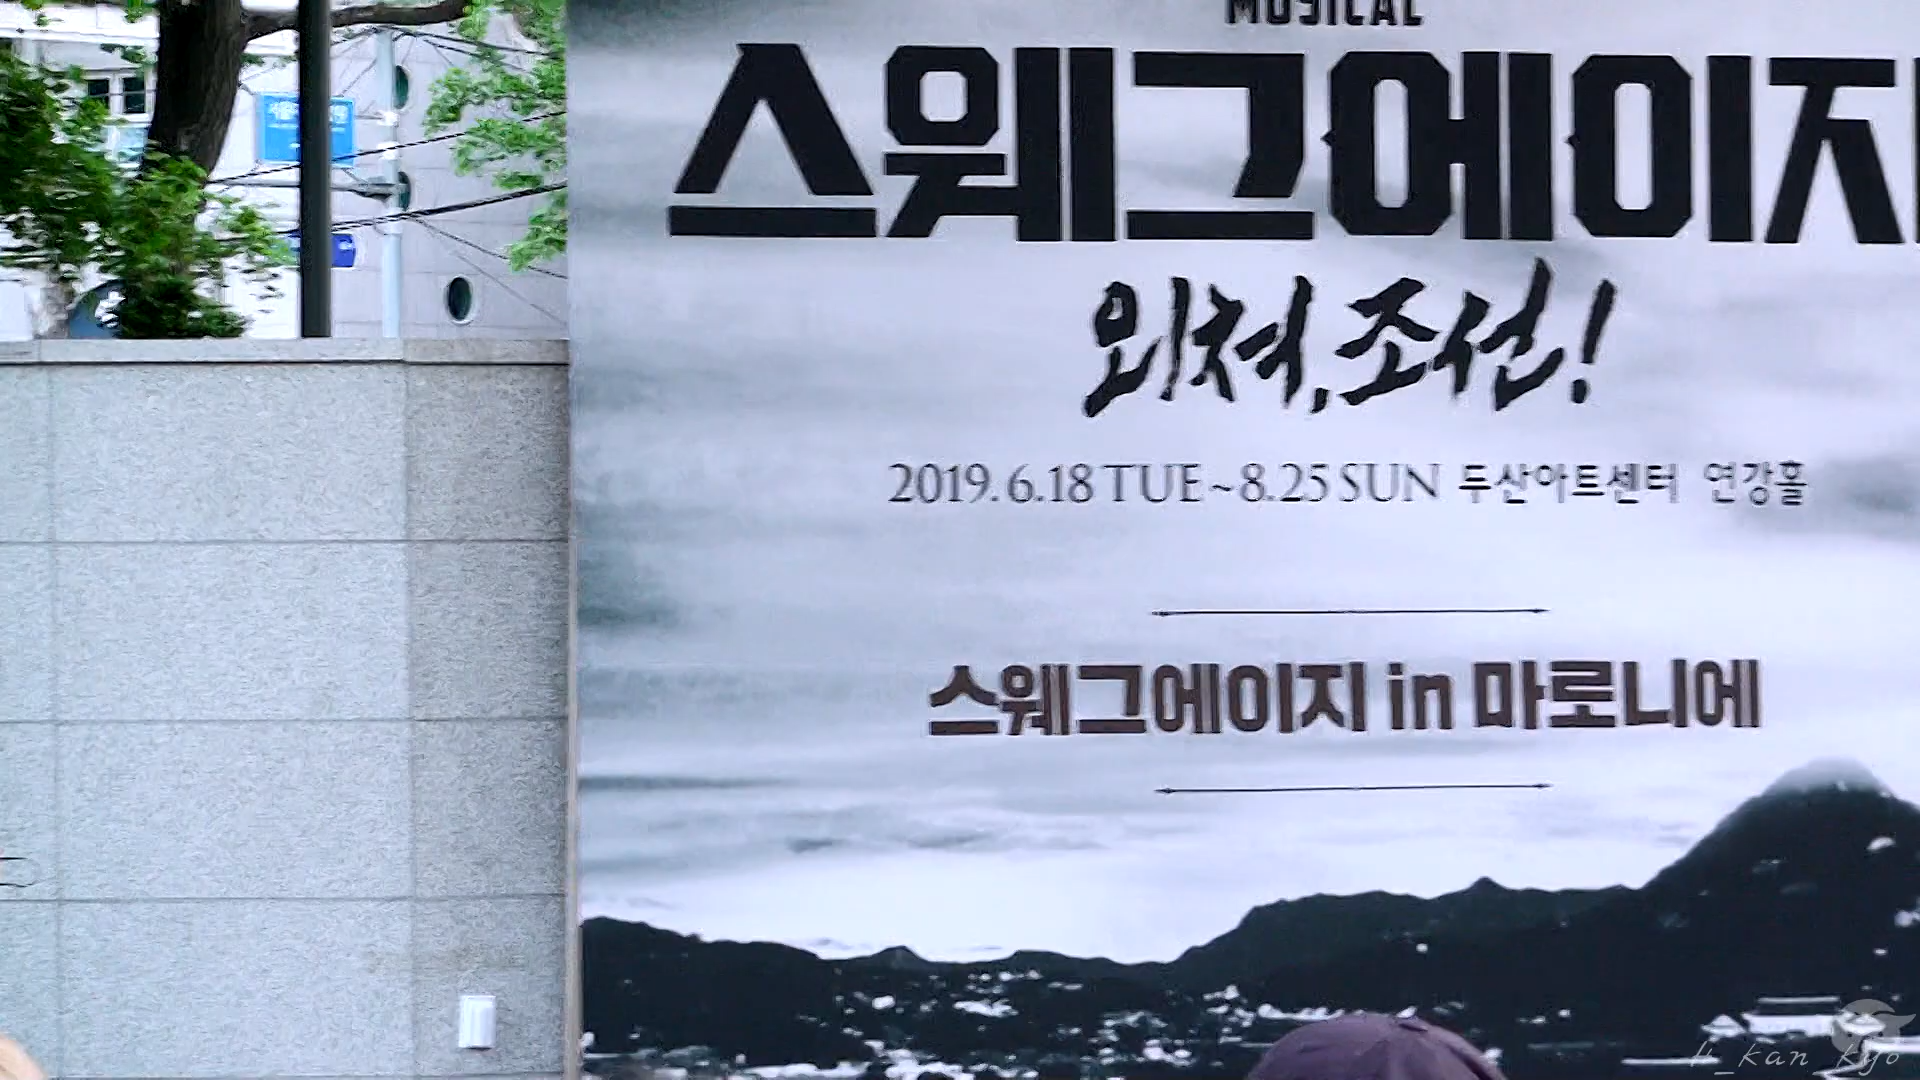 MUSICAL
스웨그에이지
외쳐, 조선!
2019.6.18 TUE ~ 8.25 SUN 두산아트센터 연강홀
스웨그에이지 in 마로니에
H_kan_kyo